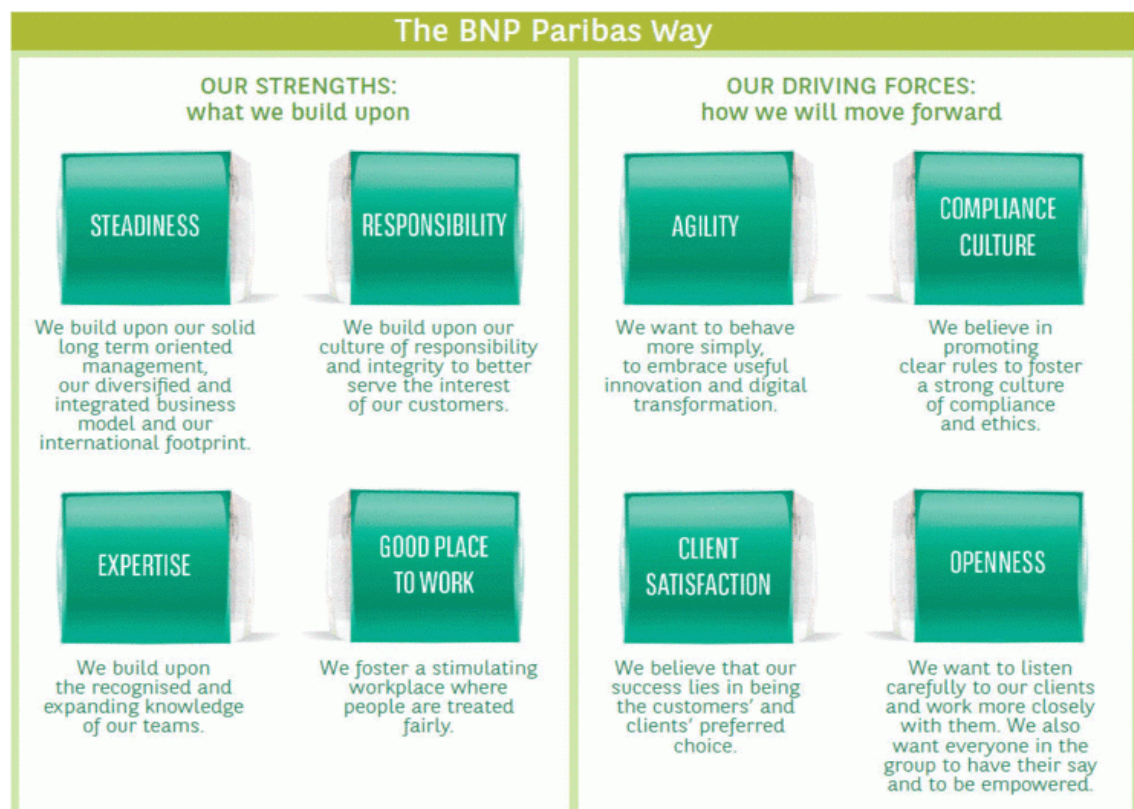 The BNP Paribas Way
OUR STRENGTHS:
what we build upon
STEADINESS
We build upon our solid
long term oriented
management,
our diversified and
integrated business
model and our
international footprint.
RESPONSIBILITY
We build upon our
culture of responsibility
and integrity to better
serve the interest
of our customers.
EXPERTISE
We build upon
the recognised and
expanding knowledge
of our teams.
GOOD PLACE
TO WORK
We foster a stimulating
workplace where
people are treated
fairly.
OUR DRIVING FORCES:
how we will move forward
AGILITY
We want to behave
more simply,
to embrace useful
innovation and digital
transformation.
COMPLIANCE
CULTURE
We believe in
promoting
clear rules to foster
a strong culture
of compliance
and ethics.
CLIENT
SATISFACTION
We believe that our
success lies in being
the customers' and
clients' preferred
choice.
OPENNESS
We want to listen
carefully to our clients
and work more closely
with them. We also
want everyone in the
group to have their say
and to be empowered.